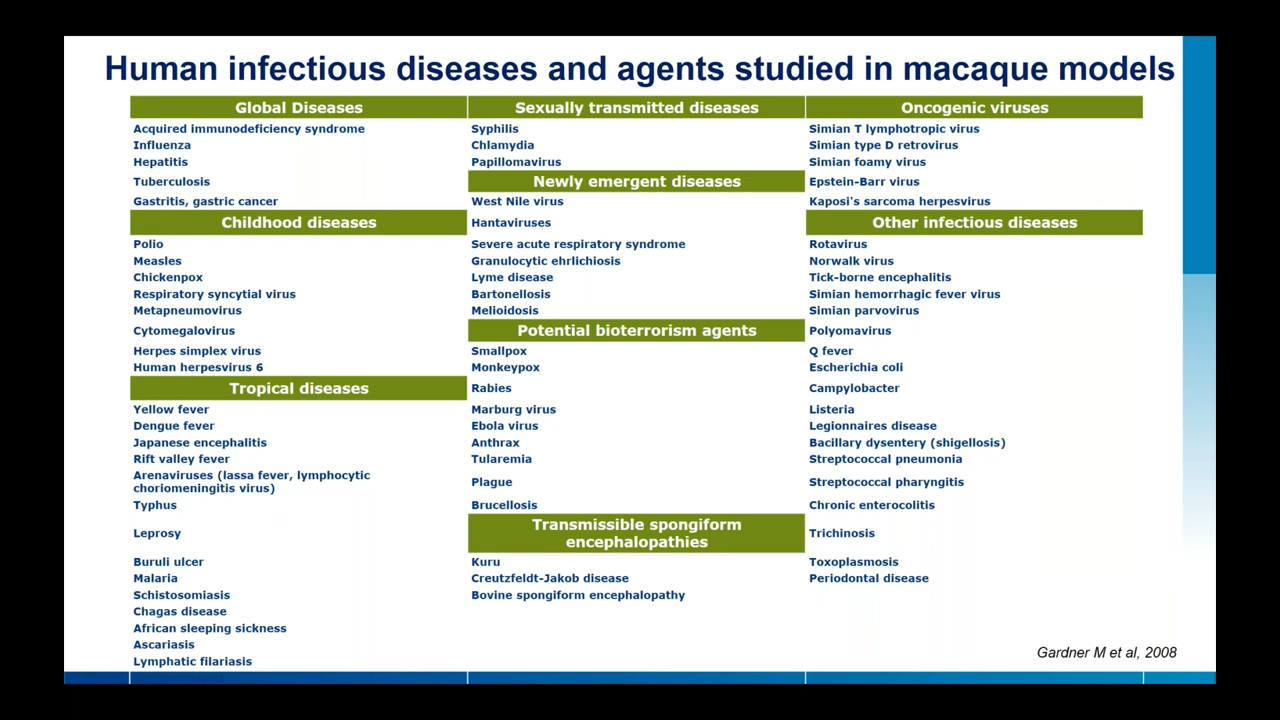 Human infectious diseases and agents studied in macaque models
Global Diseases
Acquired immunodeficiency syndrome
Influenza
Hepatitis
Tuberculosis
Gastritis, gastric cancer
Childhood diseases
Polio
Measles
Chickenpox
Respiratory syncytial virus
Metapneumovirus
Cytomegalovirus
Herpes simplex virus
Human herpesvirus 6
Tropical diseases
Yellow fever
Dengue fever
Japanese encephalitis
Rift valley fever
Arenaviruses (lassa fever, lymphocytic
choriomeningitis virus)
Typhus
Leprosy
Buruli ulcer
Malaria
Schistosomiasis
Chagas disease
African sleeping sickness
Ascariasis
Lymphatic filariasis
Sexually transmitted diseases
Syphilis
Chlamydia
Papillomavirus
Newly emergent diseases
West Nile virus
Hantaviruses
Severe acute respiratory syndrome
Granulocytic ehrlichiosis
Lyme disease
Bartonellosis
Melioidosis
Potential bioterrorism agents
Smallpox
Monkeypox
Rabies
Marburg virus
Ebola virus
Anthrax
Tularemia
Plague
Brucellosis
Transmissible spongiform
encephalopathies
Kuru
Creutzfeldt-Jakob disease
Bovine spongiform encephalopathy
Oncogenic viruses
Simian T lymphotropic virus
Simian type D retrovirus
Simian foamy virus
Epstein-Barr virus
Kaposi's sarcoma herpesvirus
Other infectious diseases
Rotavirus
Norwalk virus
Tick-borne encephalitis
Simian hemorrhagic fever virus
Simian parvovirus
Polyomavirus
Q fever
Escherichia coli
Campylobacter
Listeria
Legionnaires disease
Bacillary dysentery (shigellosis)
Streptococcal pneumonia
Streptococcal pharyngitis
Chronic enterocolitis
Trichinosis
Toxoplasmosis
Periodontal disease
Gardner M et al, 2008